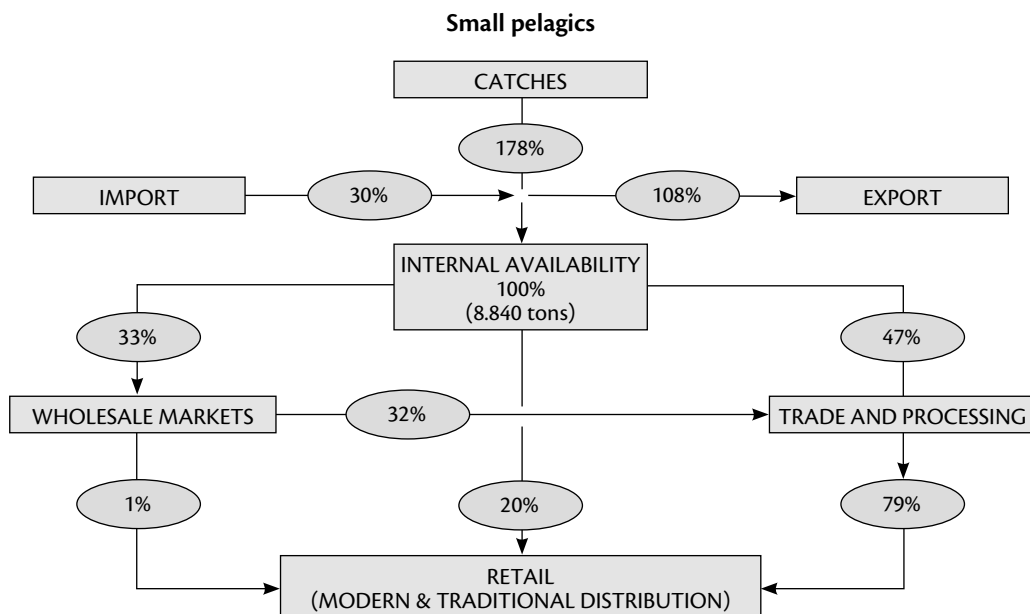 Small pelagics
CATCHES
178%
IMPORT
30%
108%
EXPORT
INTERNAL AVAILABILITY
100%
(8.840 tons)
33%
47%
WHOLESALE MARKETS
32%
TRADE AND PROCESSING
1%
20%
79%
RETAIL
(MODERN & TRADITIONAL DISTRIBUTION)